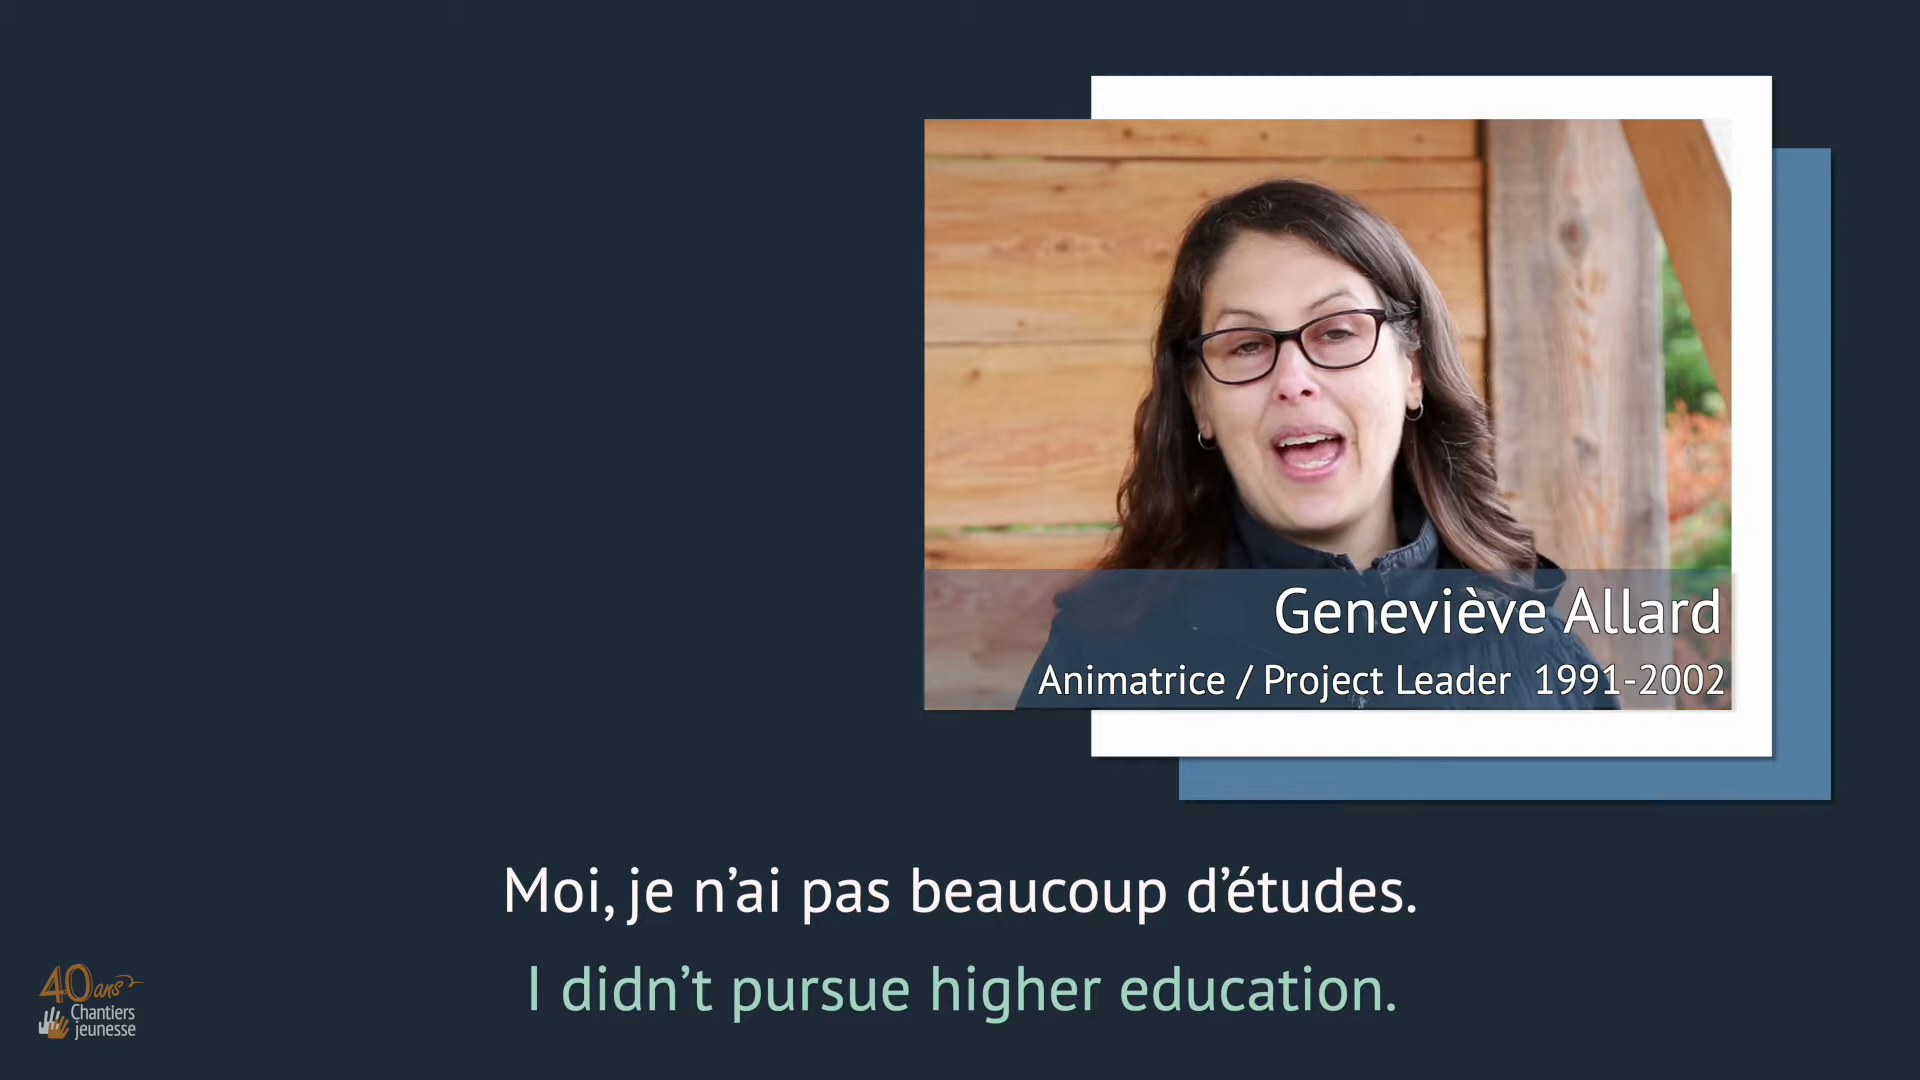 Geneviève Allard
Animatrice / Project Leader 1991-2002
Moi, je n’ai pas beaucoup d’études.
I didn’t pursue higher education.
40 ans
Chantiers
jeunesse